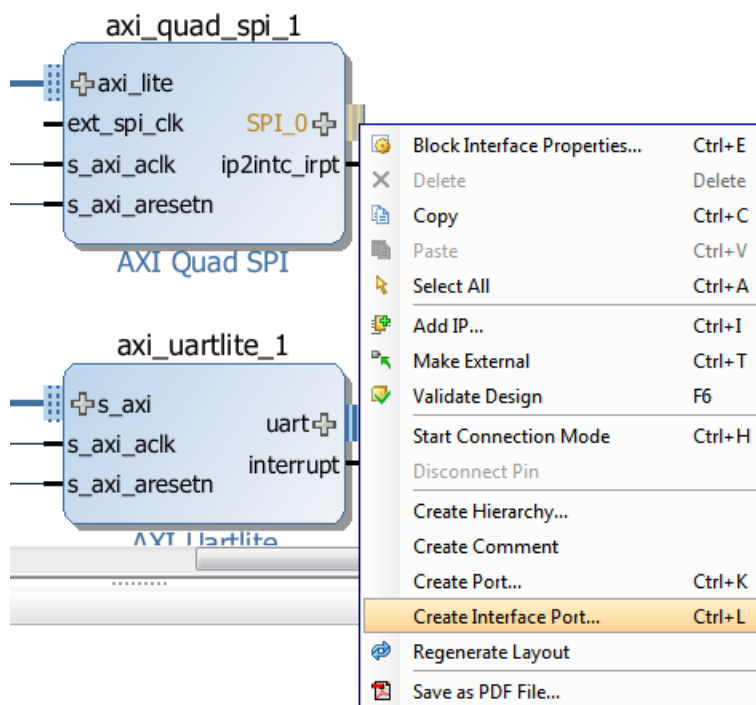 axi_quad_spi_1
axi_lite
ext_spi_clk SPI_0
s_axi_aclk ip2intc_irpt
s_axi_aresetn
AXI Quad SPI
axi_uartlite_1
s_axi
uart
s_axi_aclk
interrupt
s_axi_aresetn
AXI Uartlite
Block Interface Properties... Ctrl+E
Delete Delete
Copy Ctrl+C
Paste Ctrl+V
Select All Ctrl+A
Add IP... Ctrl+I
Make External Ctrl+T
Validate Design F6
Start Connection Mode Ctrl+H
Disconnect Pin
Create Hierarchy...
Create Comment
Create Port... Ctrl+K
Create Interface Port... Ctrl+L
Regenerate Layout
Save as PDF File...